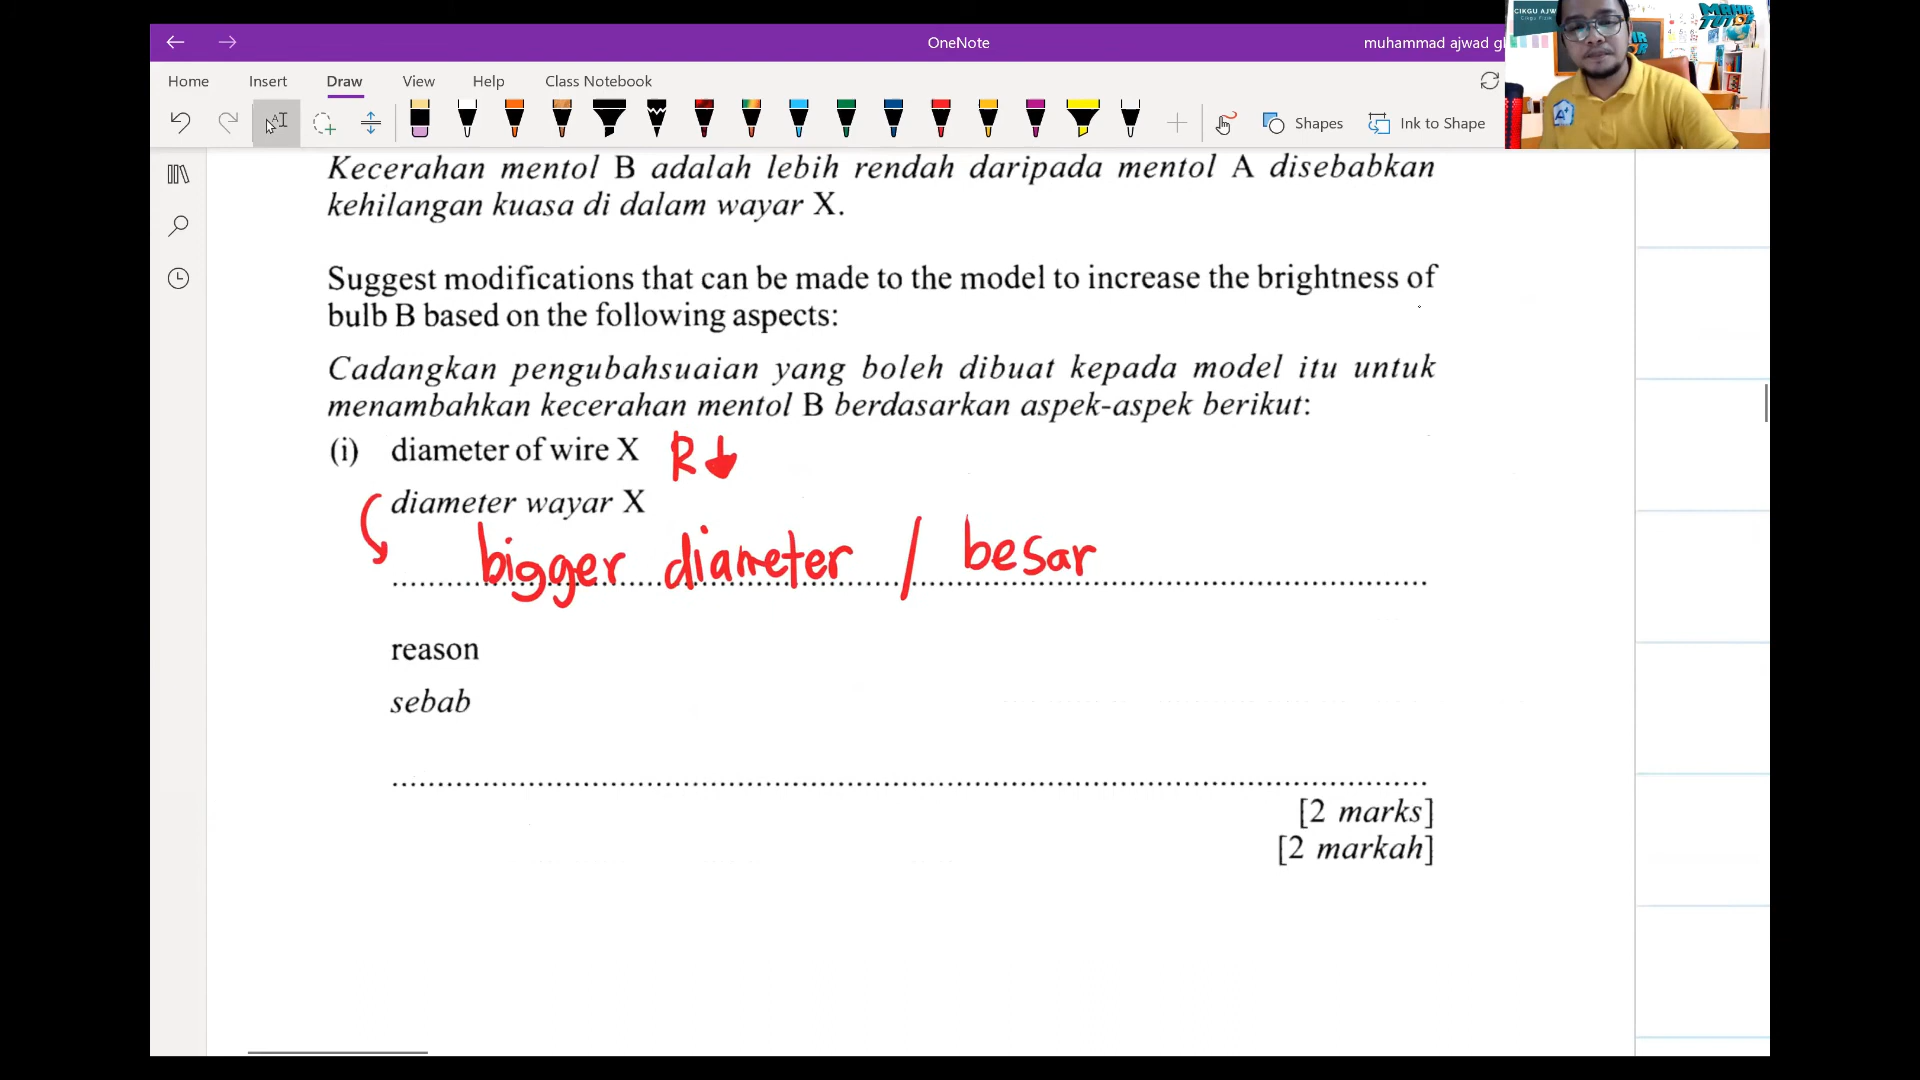 OneNote
muhammad ajwad gh
CIKGU AJW
Home Insert Draw View Help Class Notebook
Shapes Ink to Shape
Kecerahan mentol B adalah lebih rendah daripada mentol A disebabkan
kehilangan kuasa di dalam wayar X.
Suggest modifications that can be made to the model to increase the brightness of
bulb B based on the following aspects:
Cadangkan pengubahsuaian yang boleh dibuat kepada model itu untuk
menambahkan kecerahan mentol B berdasarkan aspek-aspek berikut:
(i) diameter of wire X R↓
diameter wayar X
bigger diameter / besar
reason
sebab
[2 marks]
[2 markah]